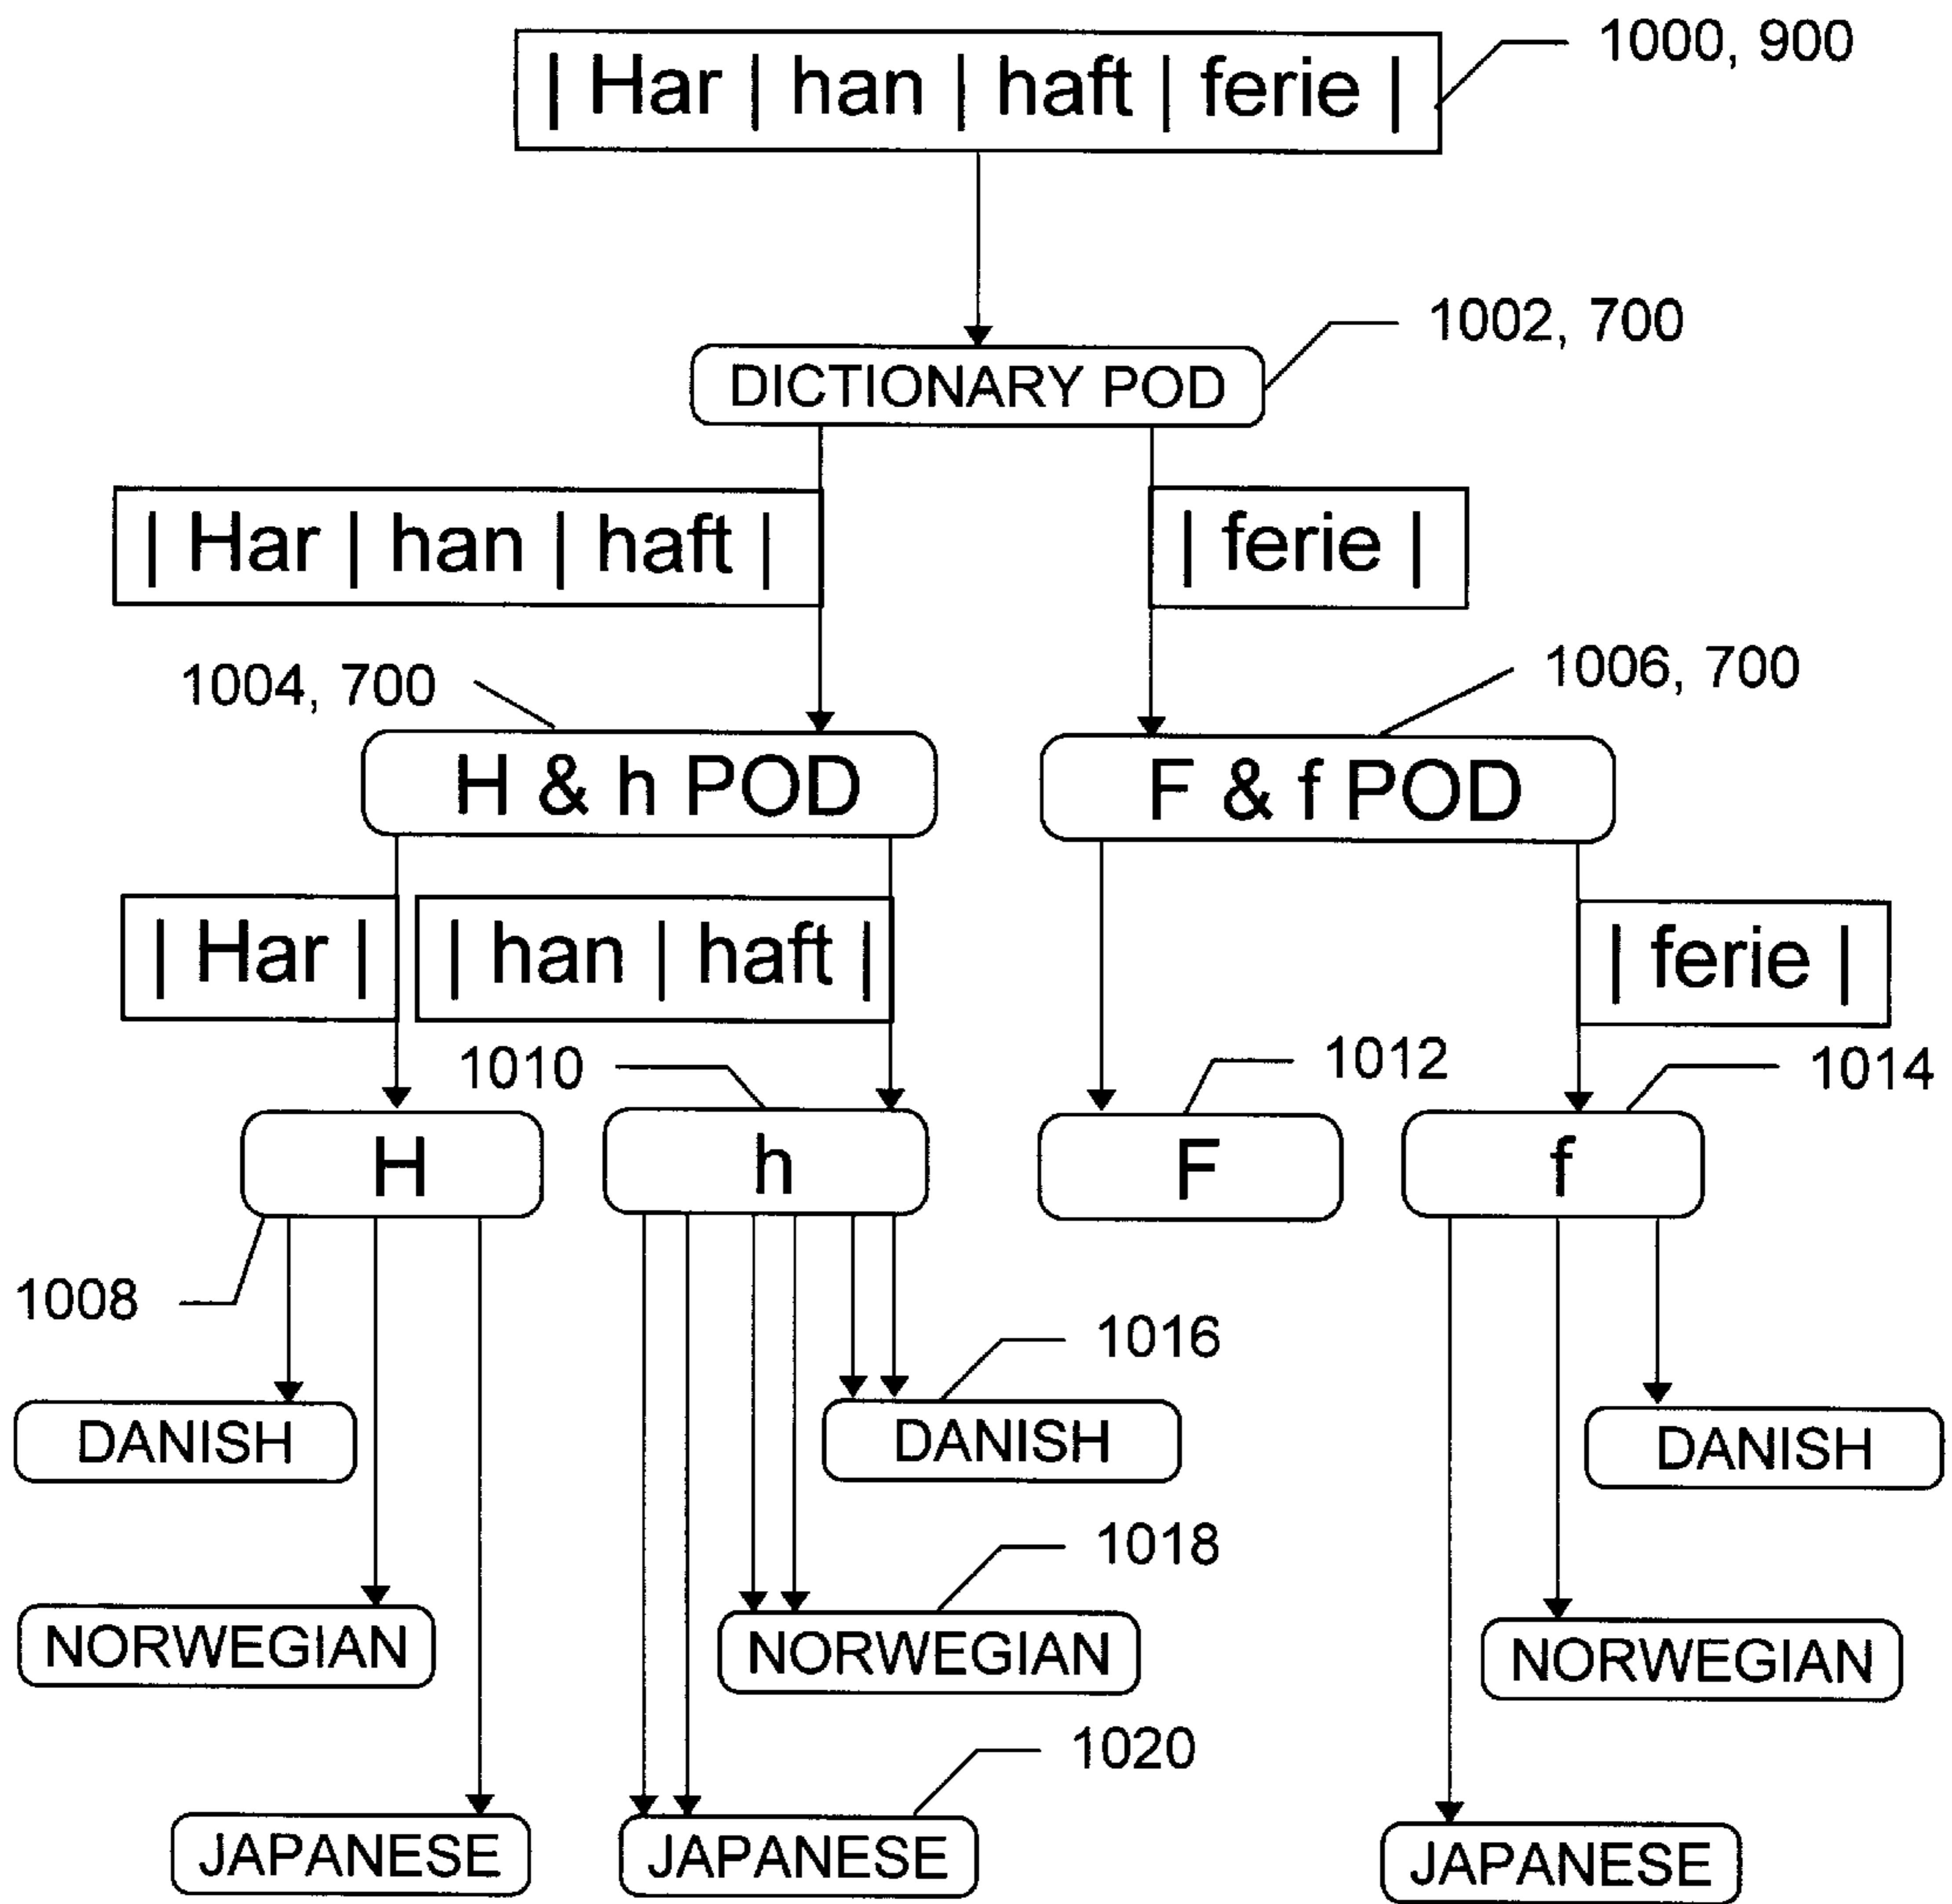 | Har | han | haft | ferie |
1000, 900
1002, 700
DICTIONARY POD
| Har | han | haft |
| ferie |
1004, 700
1006, 700
H & h POD
F & f POD
| Har |
| han | haft |
| ferie |
1010
1012
1014
H
h
F
f
1008
1016
DANISH
DANISH
DANISH
1018
NORWEGIAN
NORWEGIAN
NORWEGIAN
1020
JAPANESE
JAPANESE
JAPANESE